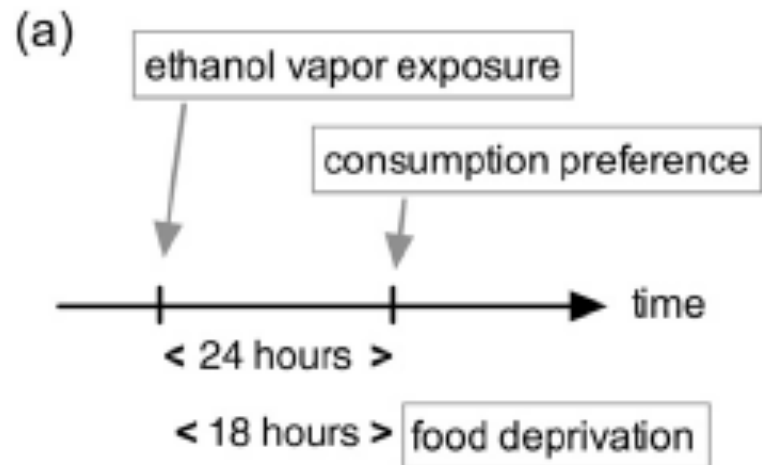 (a)
ethanol vapor exposure
consumption preference
time
< 24 hours >
< 18 hours > food deprivation